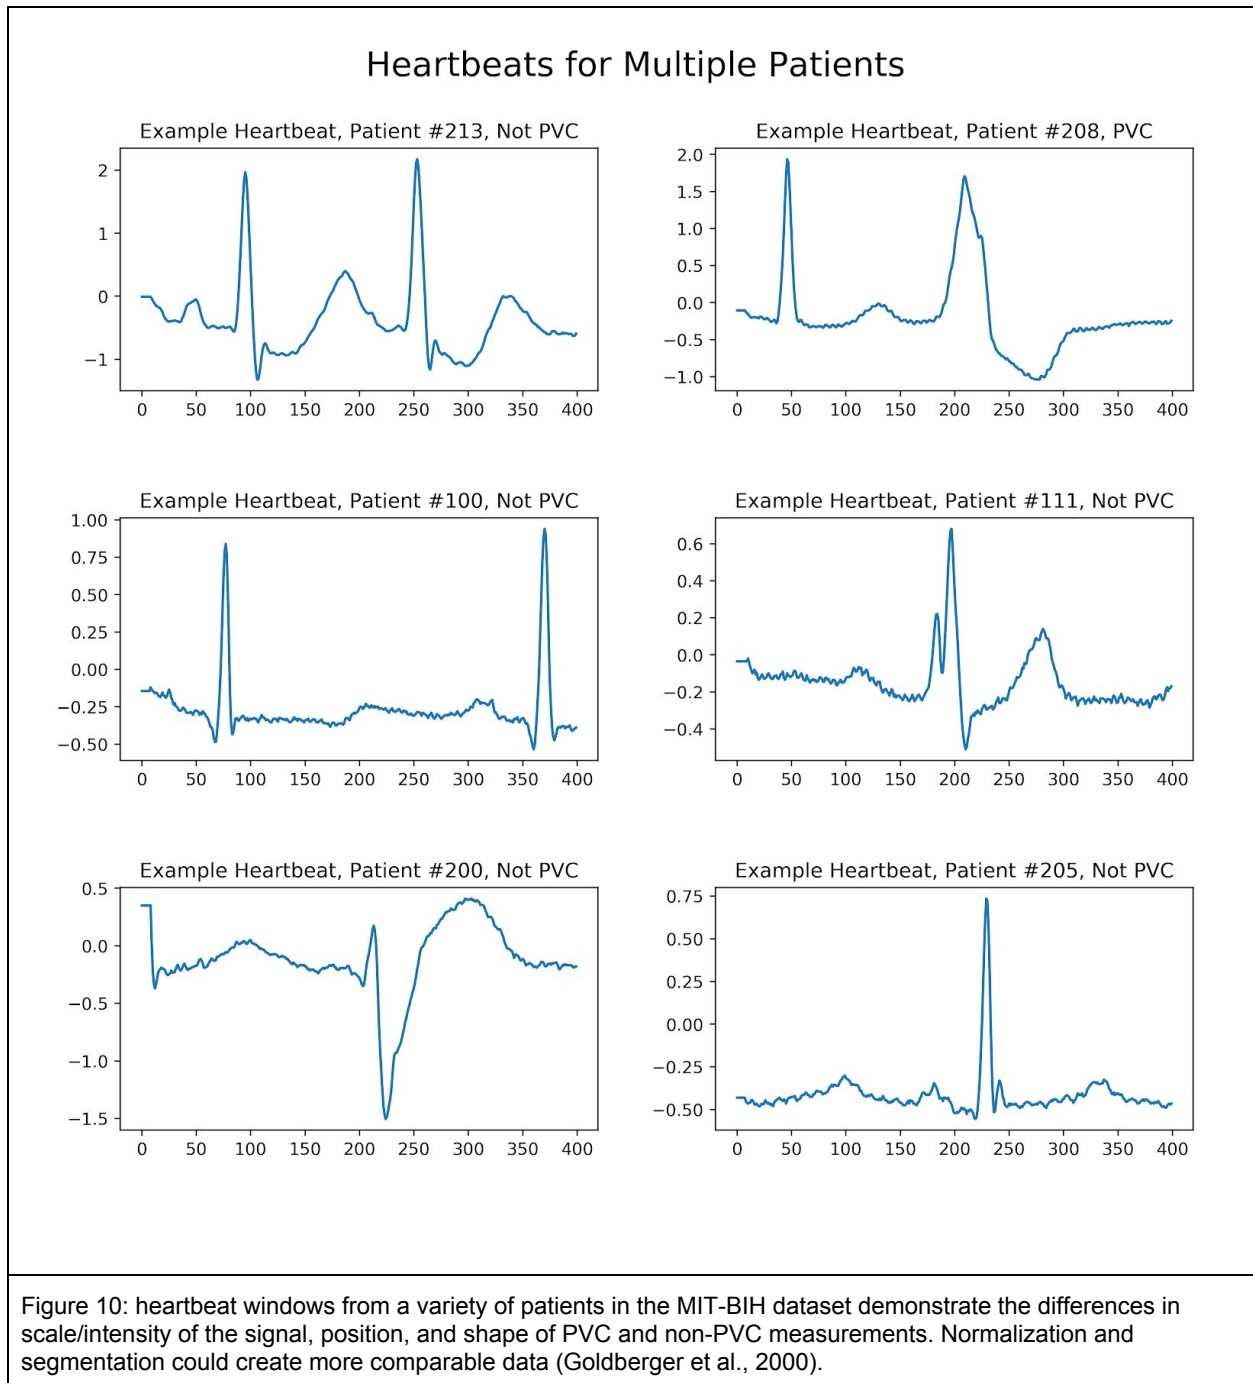 Heartbeats for Multiple Patients
Example Heartbeat, Patient #213, Not PVC
2
1
0
−1
0 50 100 150 200 250 300 350 400
Example Heartbeat, Patient #208, PVC
2.0
1.5
1.0
0.5
0.0
−0.5
−1.0
0 50 100 150 200 250 300 350 400
Example Heartbeat, Patient #100, Not PVC
1.00
0.75
0.50
0.25
0.00
−0.25
−0.50
0 50 100 150 200 250 300 350 400
Example Heartbeat, Patient #111, Not PVC
0.6
0.4
0.2
0.0
−0.2
−0.4
0 50 100 150 200 250 300 350 400
Example Heartbeat, Patient #200, Not PVC
0.5
0.0
−0.5
−1.0
−1.5
0 50 100 150 200 250 300 350 400
Example Heartbeat, Patient #205, Not PVC
0.75
0.50
0.25
0.00
−0.25
−0.50
0 50 100 150 200 250 300 350 400
Figure 10: heartbeat windows from a variety of patients in the MIT-BIH dataset demonstrate the differences in
scale/intensity of the signal, position, and shape of PVC and non-PVC measurements. Normalization and
segmentation could create more comparable data (Goldberger et al., 2000).